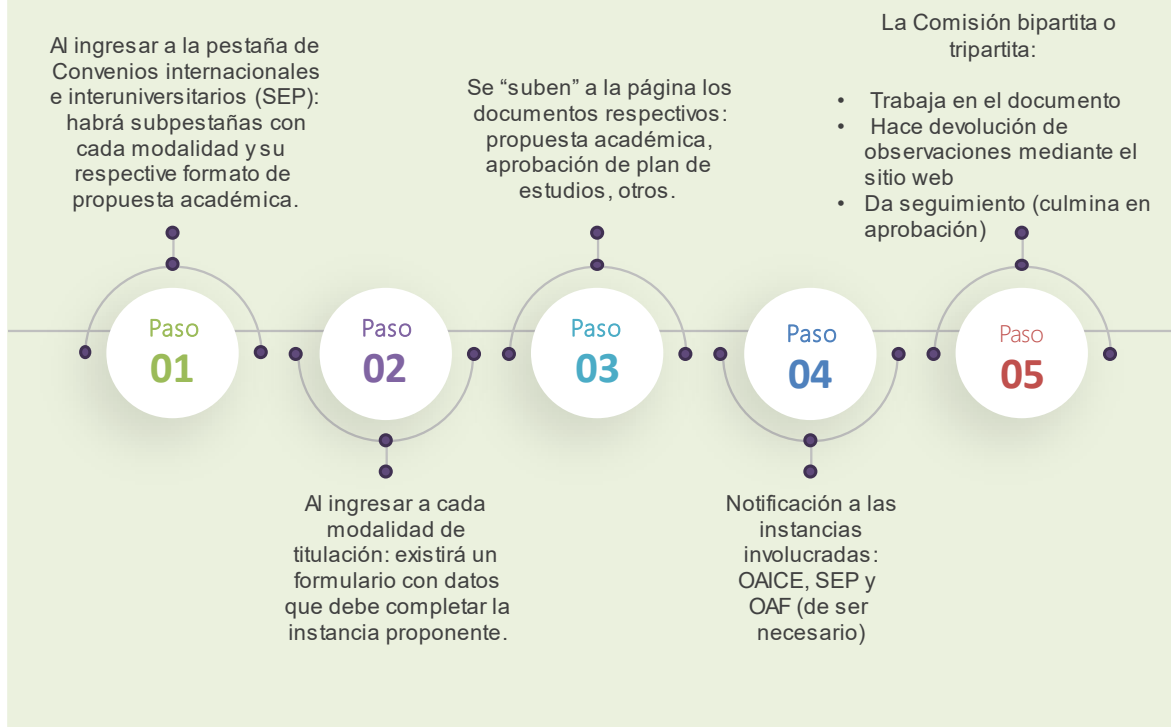 Al ingresar a la pestaña de
Convenios internacionales
e interuniversitarios (SEP):
habrá subpestañas con
cada modalidad y su
respective formato de
propuesta académica.
Paso
01
Al ingresar a cada
modalidad de
titulación: existirá un
formulario con datos
que debe completar la
instancia proponente.
Paso
02
Se “suben” a la página los
documentos respectivos:
propuesta académica,
aprobación de plan de
estudios, otros.
Paso
03
Notificación a las
instancias
involucradas:
OAICE, SEP y
OAF (de ser
necesario)
Paso
04
La Comisión bipartita o
tripartita:
• Trabaja en el documento
• Hace devolución de
observaciones mediante el
sitio web
• Da seguimiento (culmina en
aprobación)
Paso
05